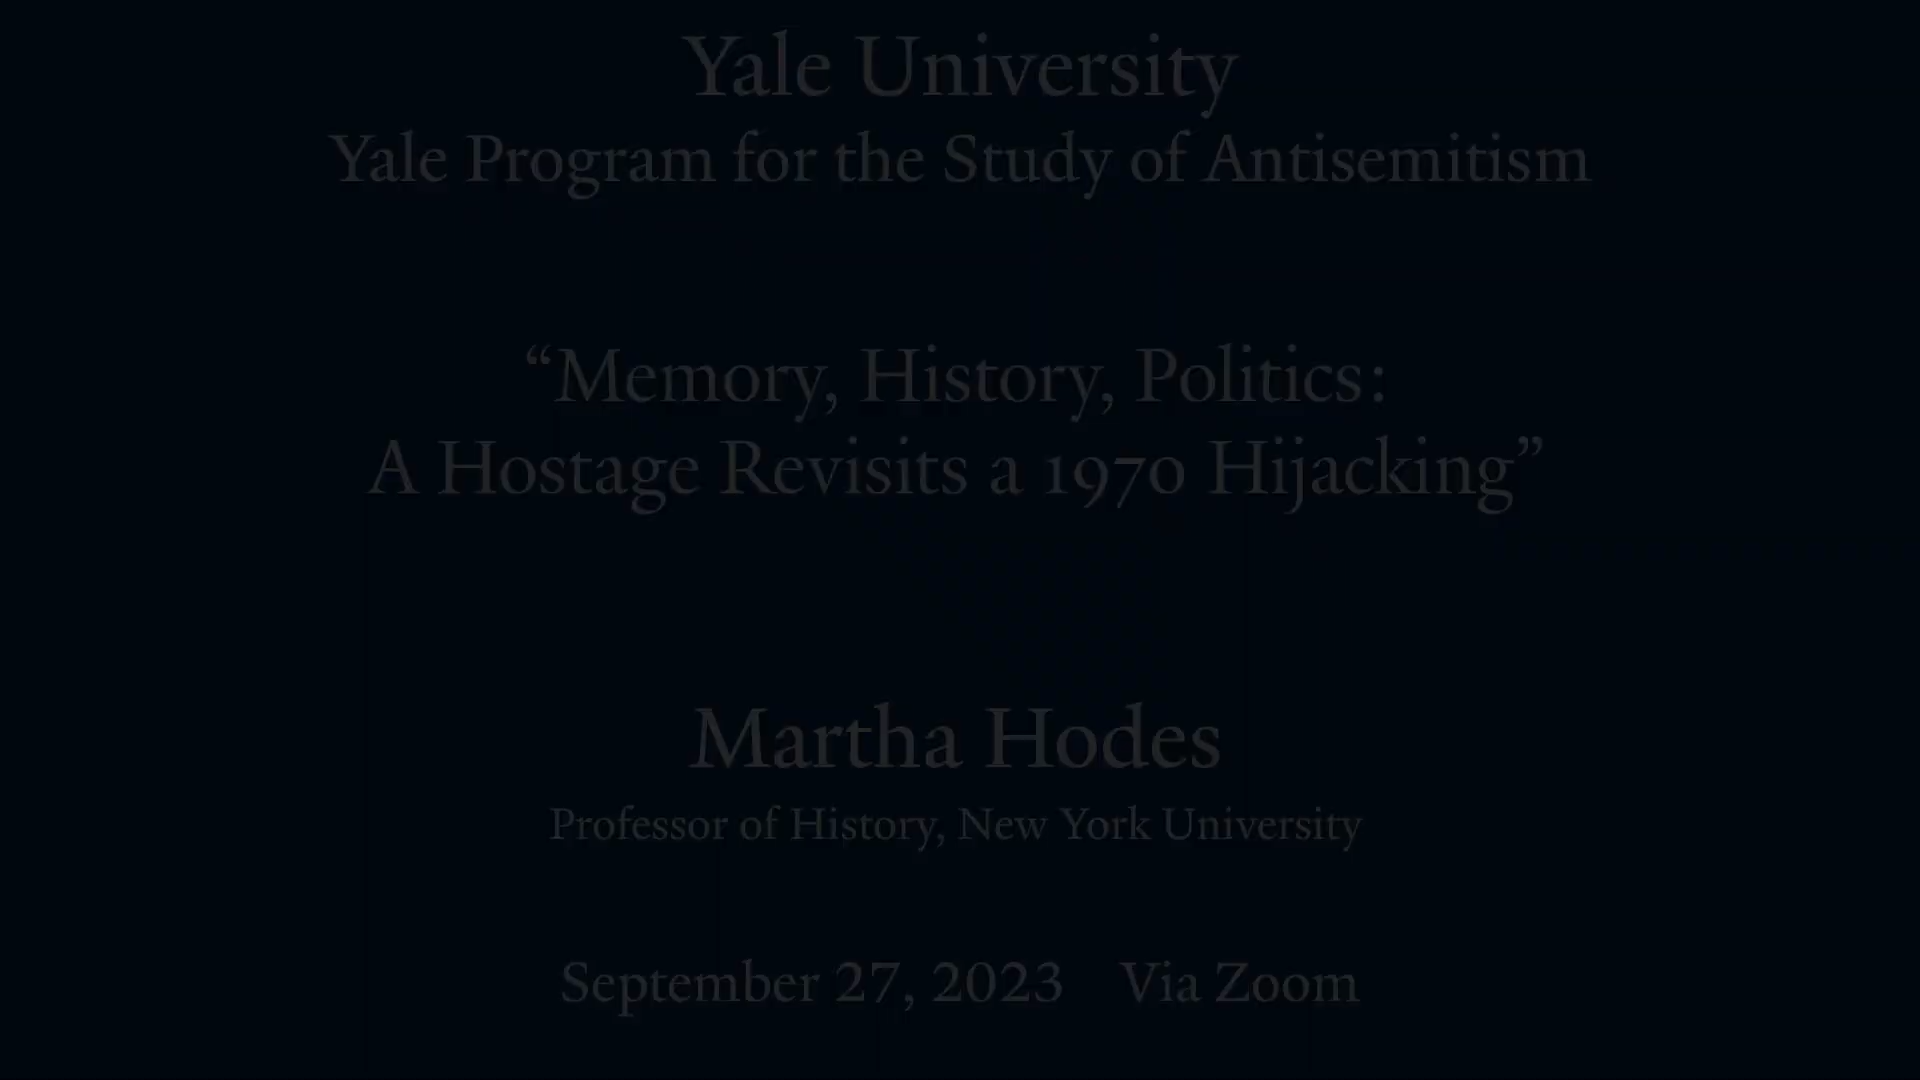 Yale University
Yale Program for the Study of Antisemitism
“Memory, History, Politics:
A Hostage Revisits a 1970 Hijacking”
Martha Hodes
Professor of History, New York University
September 27, 2023 Via Zoom